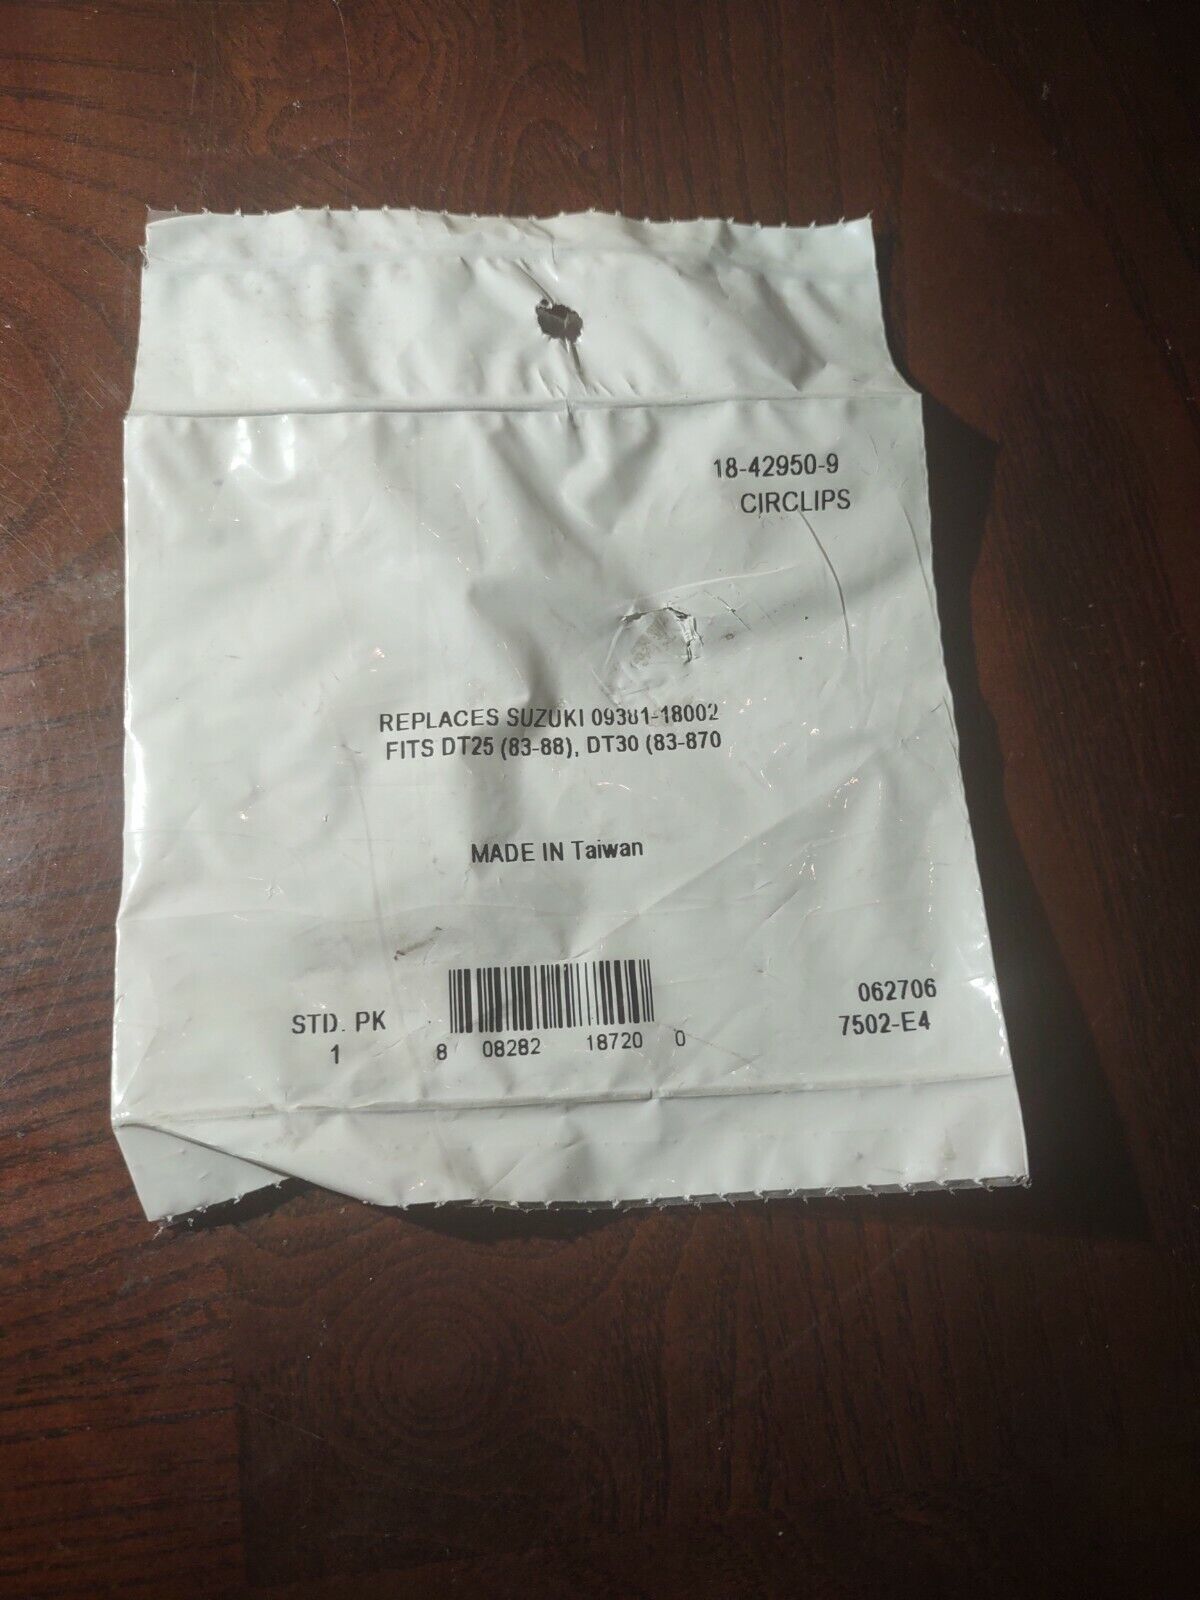 18-42950-9
CIRCLIPS
REPLACES SUZUKI 09381-18002
FITS DT25 (83-88), DT30 (83-870
MADE IN Taiwan
STD. PK
1
8 08282 18720 0
062706
7502-E4